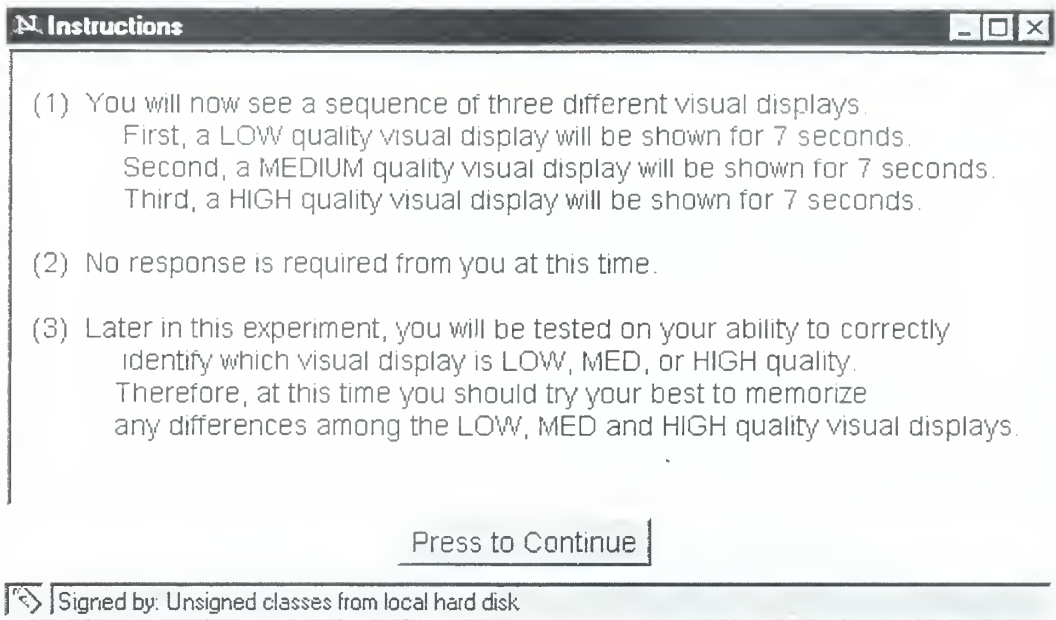 N Instructions
(1) You will now see a sequence of three different visual displays.
First, a LOW quality visual display will be shown for 7 seconds.
Second, a MEDIUM quality visual display will be shown for 7 seconds.
Third, a HIGH quality visual display will be shown for 7 seconds.
(2) No response is required from you at this time.
(3) Later in this experiment, you will be tested on your ability to correctly
identify which visual display is LOW, MED, or HIGH quality.
Therefore, at this time you should try your best to memorize
any differences among the LOW, MED and HIGH quality visual displays.
Press to Continue
Signed by: Unsigned classes from local hard disk